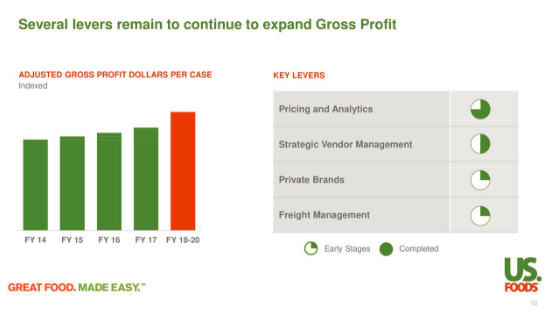 Several levers remain to continue to expand Gross Profit
ADJUSTED GROSS PROFIT DOLLARS PER CASE
Indexed
FY 14 FY 15 FY 16 FY 17 FY 18-20
KEY LEVERS
Pricing and Analytics
Strategic Vendor Management
Private Brands
Freight Management
Early Stages Completed
GREAT FOOD. MADE EASY.™
US.
FOODS